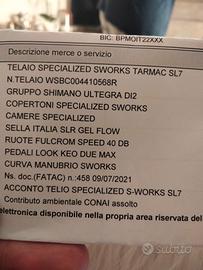 BIC: BPMOIT22XXX
Descrizione merce o servizio
TELAIO SPECIALIZED SWORKS TARMAC SL7
N.TELAIO WSBC004410568R
GRUPPO SHIMANO ULTEGRA DI2
COPERTONI SPECIALIZED SWORKS
CAMERE SPECIALIZED
SELLA ITALIA SLR GEL FLOW
RUOTE FULCROM SPEED 40 DB
PEDALI LOOK KEO DUE MAX
CURVA MANUBRIO SWORKS
Ns. doc.(FATAC) n.:458 09/07/2021
ACCONTO TELIO SPECIALIZED S-WORKS SL7
Contributo ambientale CONAI assolto
elettronica disponibile nella propria area riservata del
subito